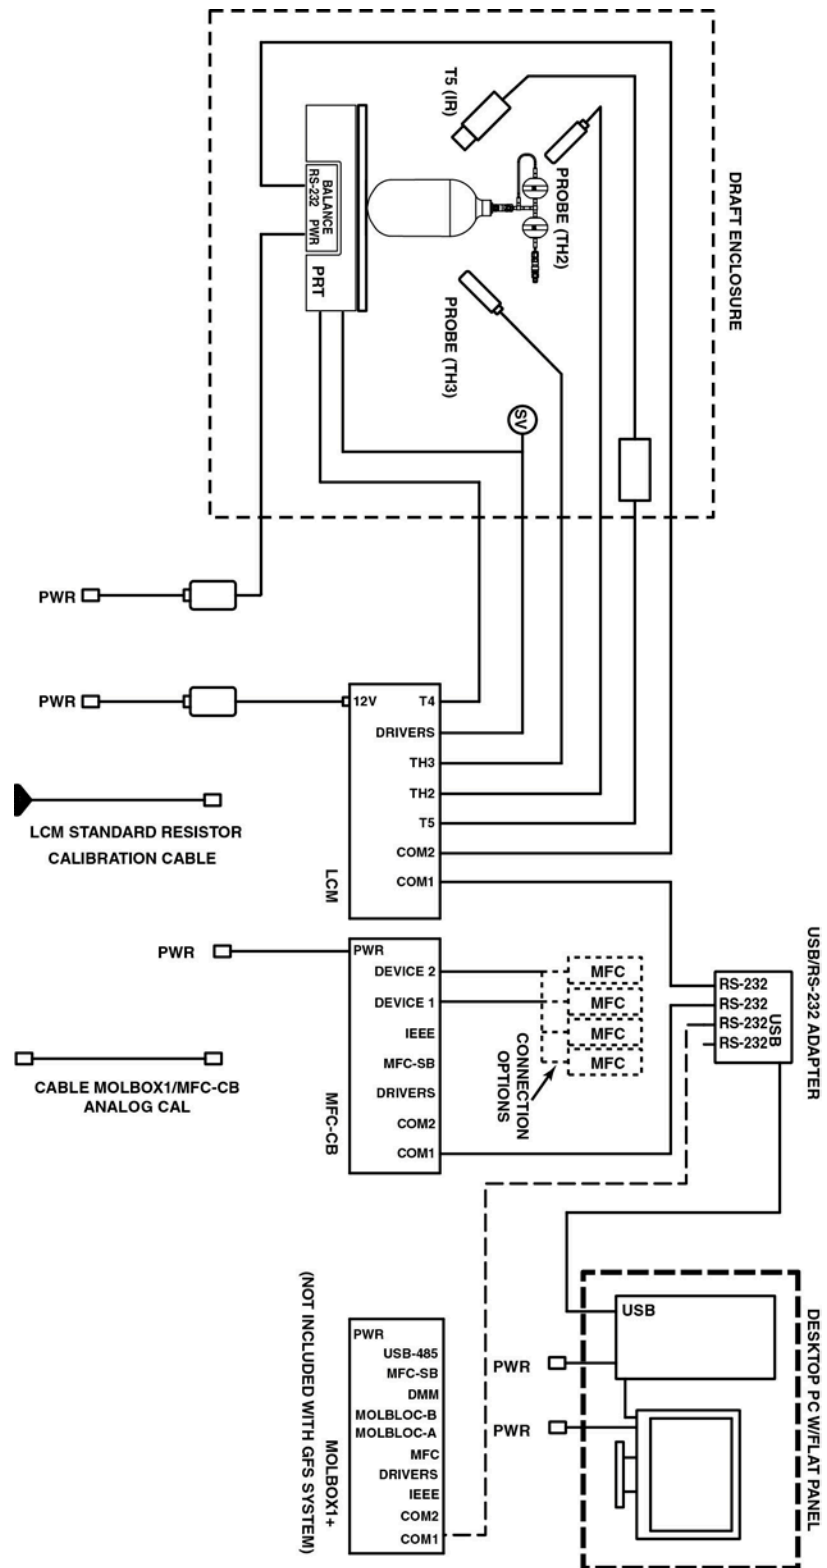 T5 (IR)
PROBE (TH2)
DRAFT ENCLOSURE
BALANCE
RS-232 PWR
PRT
PROBE (TH3)
SV
PWR
PWR
12V
T4
DRIVERS
TH3
TH2
T5
COM2
COM1
LCM
LCM STANDARD RESISTOR
CALIBRATION CABLE
PWR
PWR
DEVICE 2
DEVICE 1
IEEE
MFC-SB
DRIVERS
COM2
COM1
MFC-CB
MFC
MFC
MFC
MFC
CONNECTION
OPTIONS
RS-232
RS-232
RS-232
RS-232
USB
USB/RS-232 ADAPTER
CABLE MOLBOX1/MFC-CB
ANALOG CAL
PWR
USB-485
MFC-SB
DMM
MOLBLOC-B
MOLBLOC-A
MFC
DRIVERS
IEEE
COM2
COM1
MOLBOX1+
(NOT INCLUDED WITH GFS SYSTEM)
USB
PWR
PWR
DESKTOP PC W/FLAT PANEL